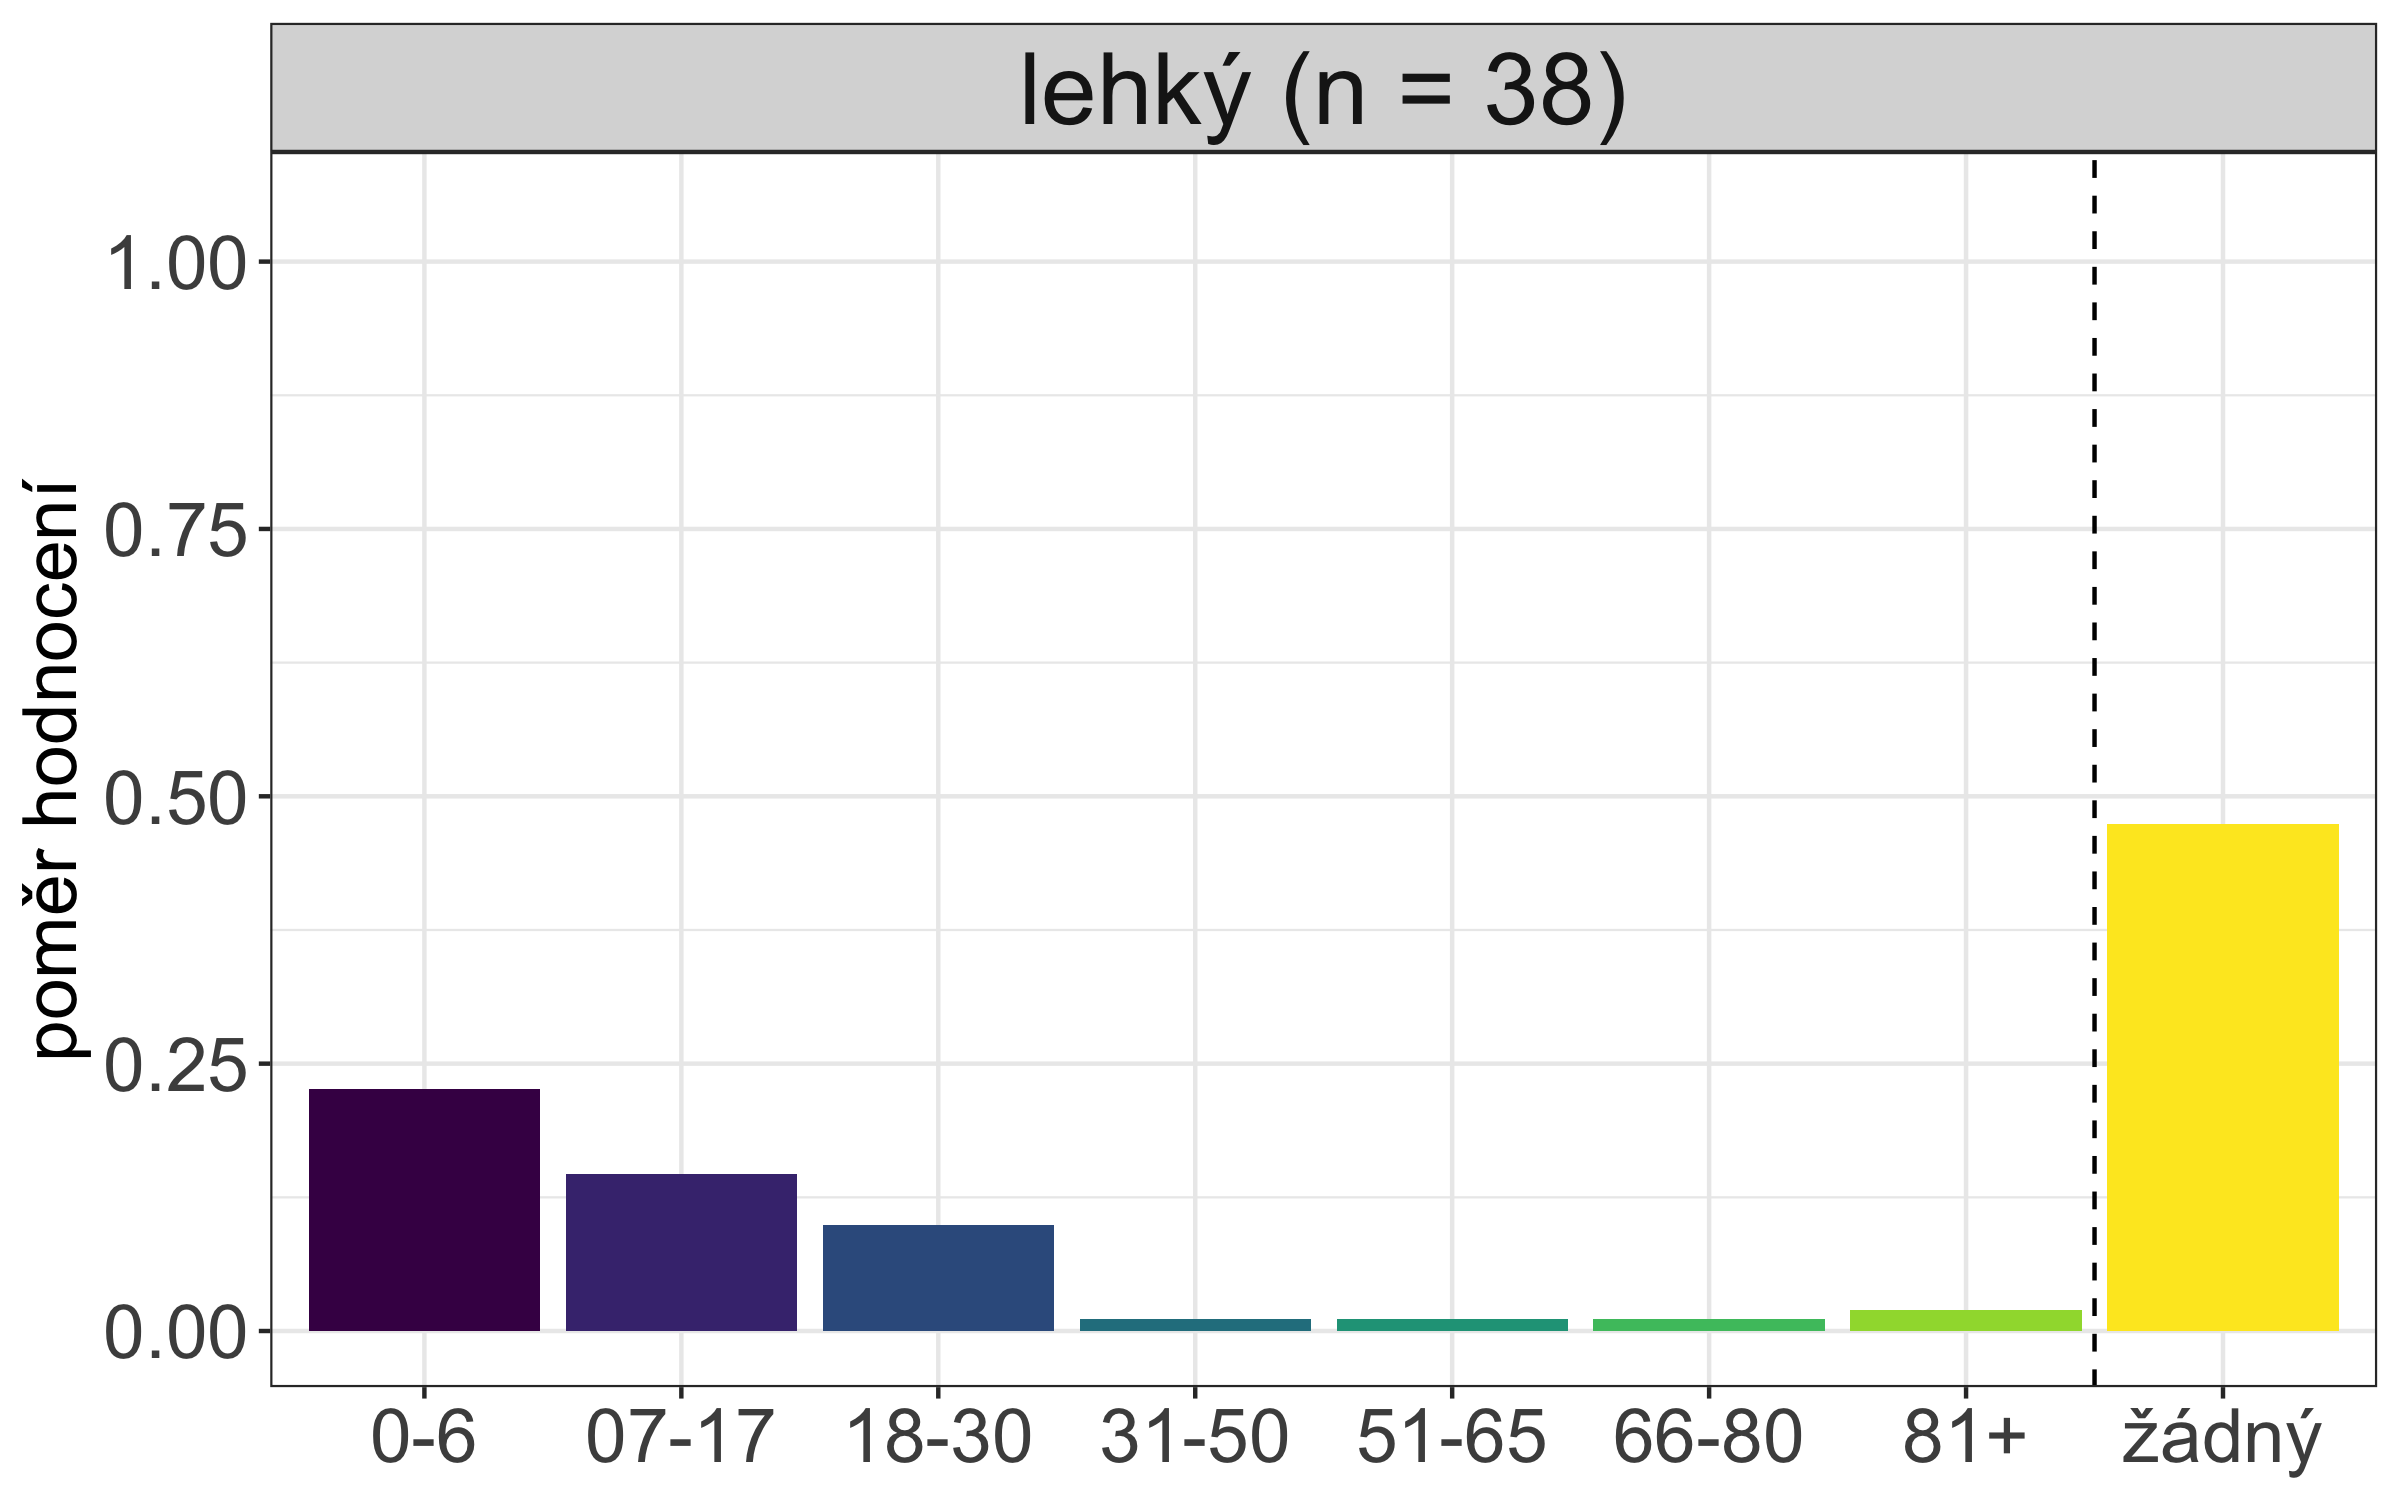 lehký (n = 38)
poměr hodnocení
1.00
0.75
0.50
0.25
0.00
0-6 07-17 18-30 31-50 51-65 66-80 81+ žádný